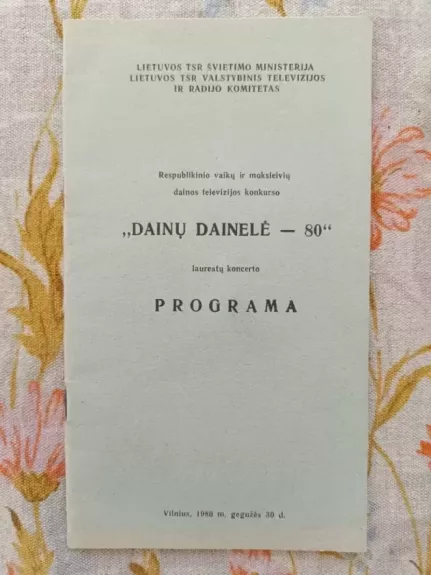 LIETUVOS TSR ŠVIETIMO MINISTERIJA
LIETUVOS TSR VALSTYBINIS TELEVIZIJOS
IR RADIJO KOMITETAS
Respublikinio vaikų ir moksleivių
dainos televizijos konkurso
„DAINŲ DAINELĖ — 80“
laureatų koncerto
PROGRAMA
Vilnius, 1980 m. gegužės 30 d.